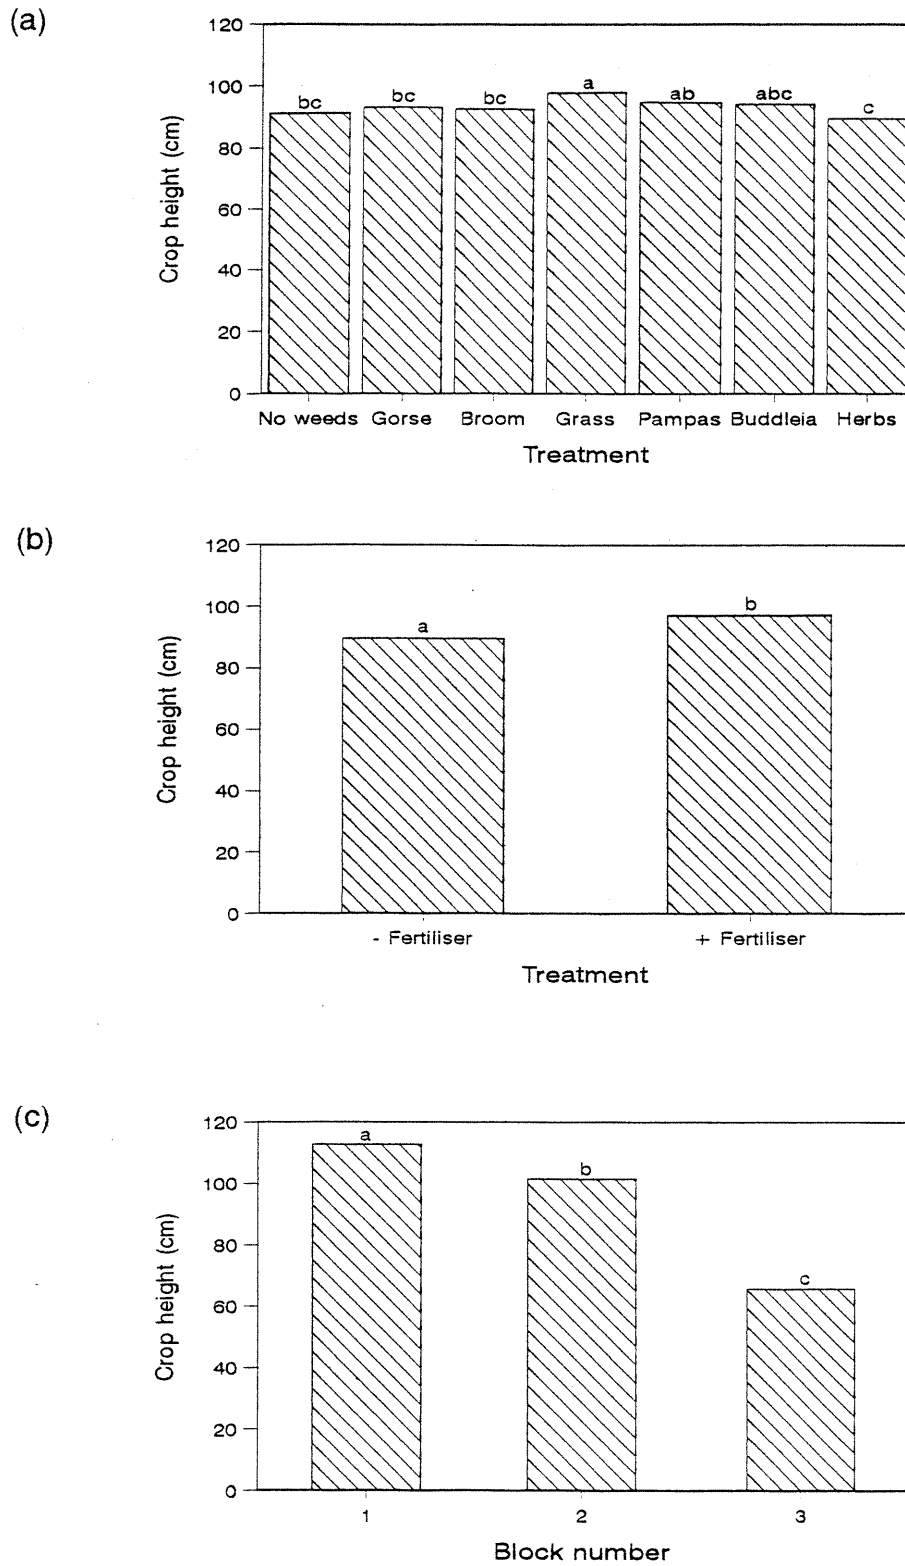 (a)
120
100
80
60
40
20
0
Crop height (cm)
bc bc bc a ab abc c
No weeds Gorse Broom Grass Pampas Buddleia Herbs
Treatment
(b)
120
100
80
60
40
20
0
Crop height (cm)
a b
- Fertiliser + Fertiliser
Treatment
(c)
120
100
80
60
40
20
0
Crop height (cm)
a b c
1 2 3
Block number